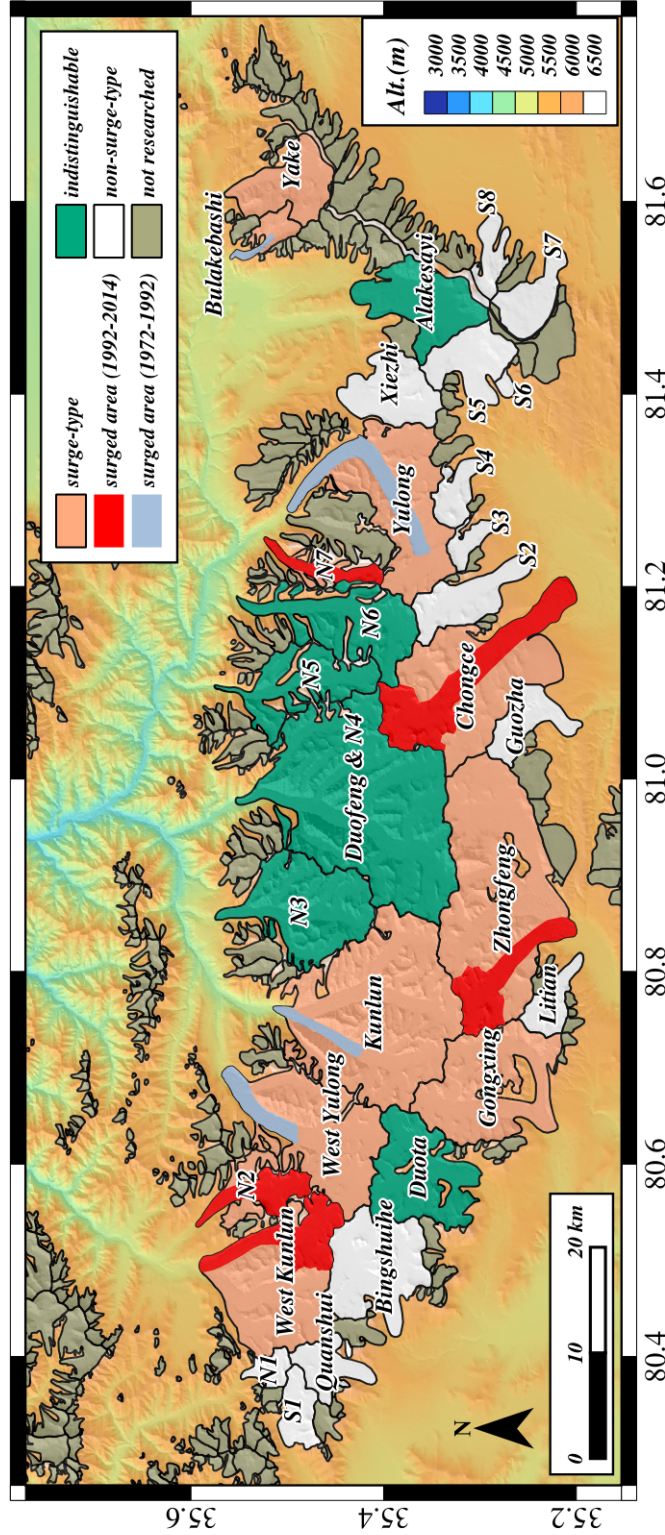 surge-type
surged area (1992-2014)
surged area (1972-1992)
indistinguishable
non-surge-type
not researched
Alt.(m)
3000
3500
4000
4500
5000
5500
6000
6500
Bulakebashi
Yake
Alakesayi
Xiezhi
S8
S7
S6
S5
S4
S3
S2
Yulong
N7
N6
N5
Duofeng & N4
N3
Chongce
Guozha
Zhongfeng
Litian
Kunlun
Gongxing
West Yulong
Duota
N2
West Kunlun
Bingshuihe
Quanshui
N1
S1
N
0 10 20 km
80.4 80.6 80.8 81.0 81.2 81.4 81.6
35.6
35.4
35.2